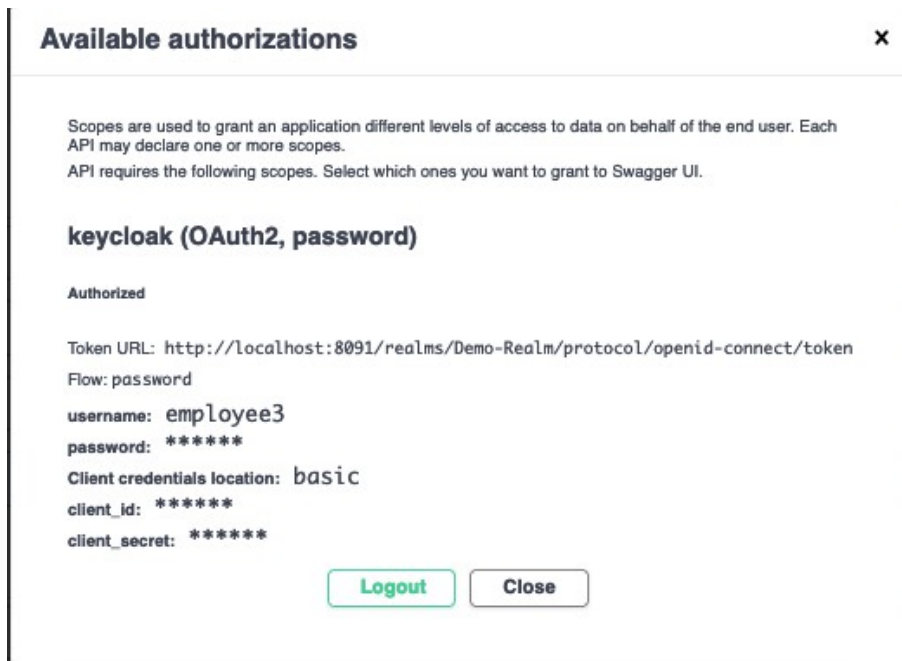 Available authorizations
×
Scopes are used to grant an application different levels of access to data on behalf of the end user. Each
API may declare one or more scopes.
API requires the following scopes. Select which ones you want to grant to Swagger UI.
keycloak (OAuth2, password)
Authorized
Token URL: http://localhost:8091/realms/Demo-Realm/protocol/openid-connect/token
Flow: password
username: employee3
password: ******
Client credentials location: basic
client_id: ******
client_secret: ******
Logout Close